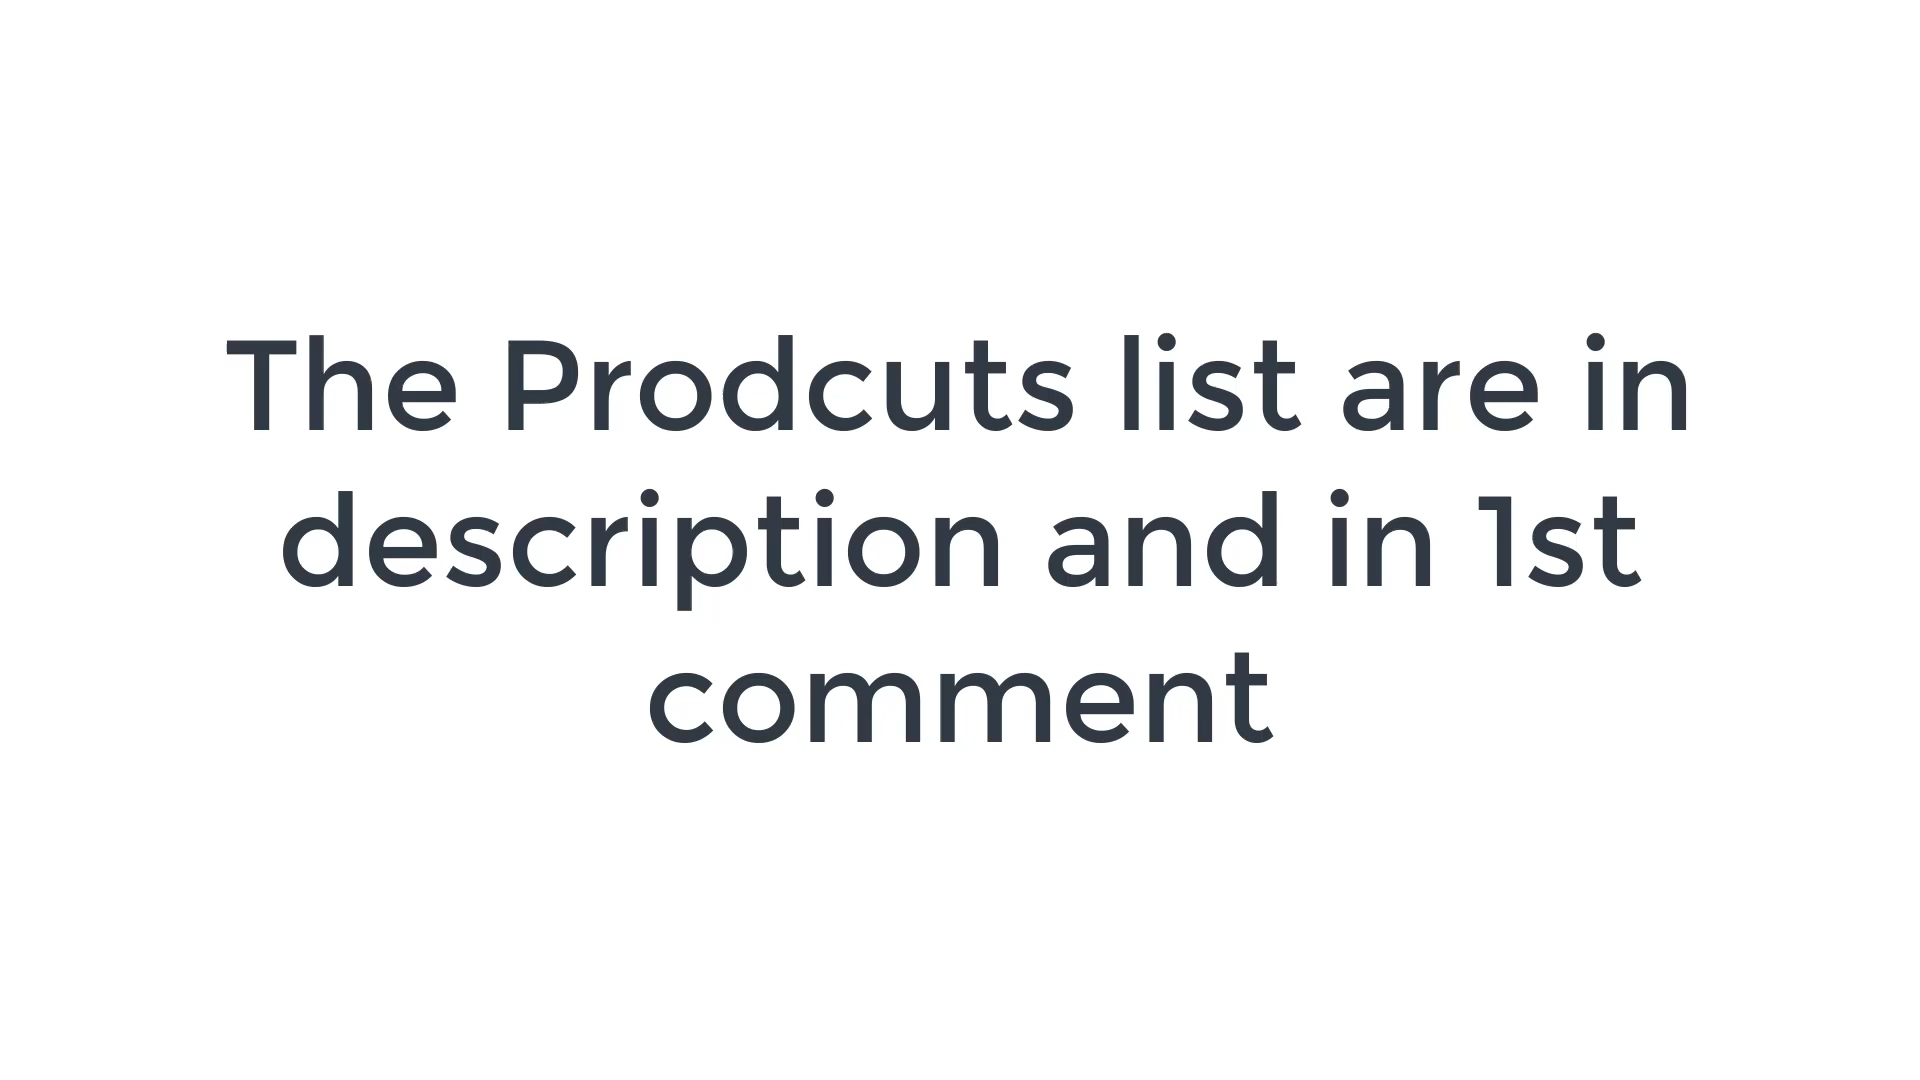 The Prodcuts list are in
description and in 1st
comment